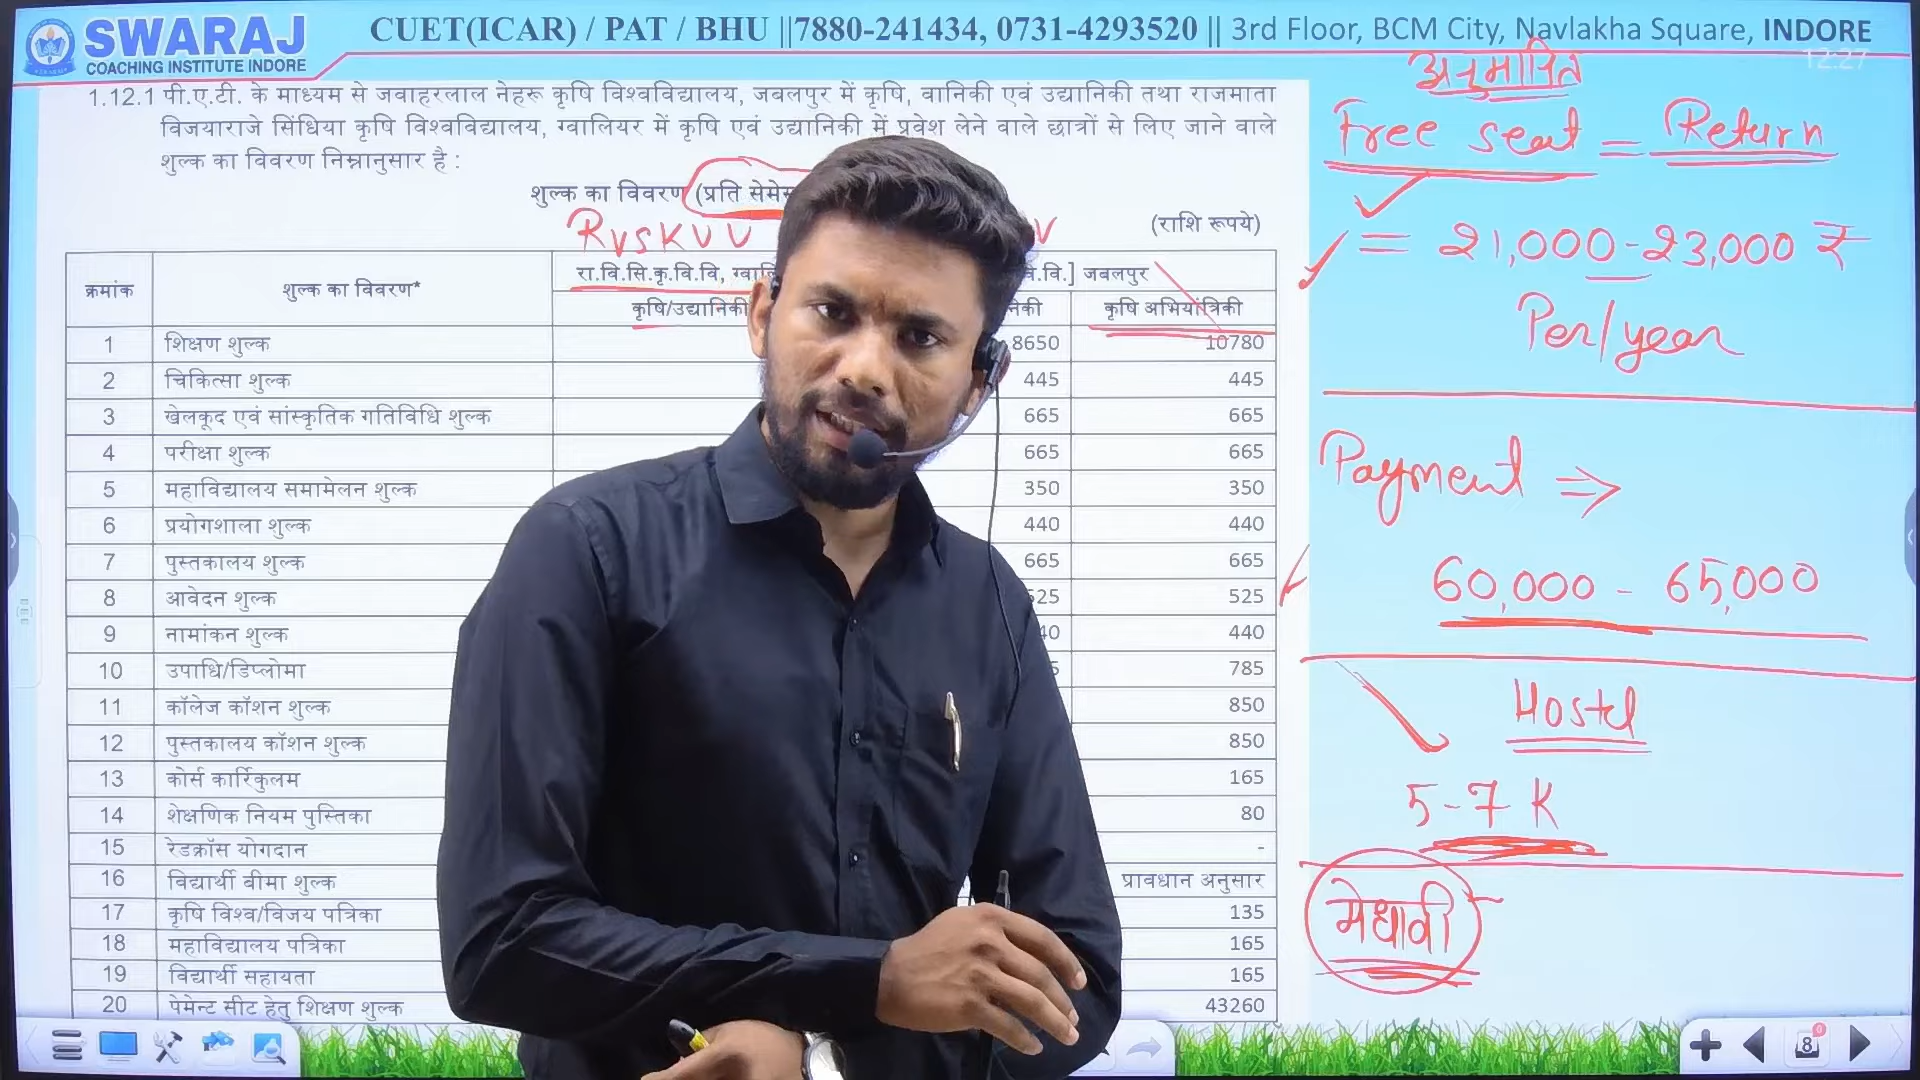 SWARAJ
COACHING INSTITUTE INDORE
CUET(ICAR) / PAT / BHU ||7880-241434, 0731-4293520 || 3rd Floor, BCM City, Navlakha Square, INDORE
12:27
1.12.1 पी.ए.टी. के माध्यम से जवाहरलाल नेहरू कृषि विश्वविद्यालय, जबलपुर में कृषि, वानिकी एवं उद्यानिकी तथा राजमाता
विजयाराजे सिंधिया कृषि विश्वविद्यालय, ग्वालियर में कृषि एवं उद्यानिकी में प्रवेश लेने वाले छात्रों से लिए जाने वाले
शुल्क का विवरण निम्नानुसार है :
शुल्क का विवरण (प्रति
RVSKVV
(राशि रूपये)
क्रमांक शुल्क का विवरण* रा.वि.सि.कृ.वि.वि, जबलपुर
कृषि/उद्यानिकी कृषि अभियांत्रिकी
1 शिक्षण शुल्क 8650 10780
2 चिकित्सा शुल्क 445 445
3 खेलकूद एवं सांस्कृतिक गतिविधि शुल्क 665 665
4 परीक्षा शुल्क 665 665
5 महाविद्यालय समामेलन शुल्क 350 350
6 प्रयोगशाला शुल्क 440 440
7 पुस्तकालय शुल्क 665 665
8 आवेदन शुल्क 525
9 नामांकन शुल्क 440
10 उपाधि/डिप्लोमा 785
11 कॉलेज कॉशन शुल्क 850
12 पुस्तकालय कॉशन शुल्क 850
13 कोर्स कार्रिकुलम 165
14 शेक्षणिक नियम पुस्तिका 80
15 रेडक्रॉस योगदान -
16 विद्यार्थी बीमा शुल्क प्रावधान अनुसार
17 कृषि विश्व/विजय पत्रिका 135
18 महाविद्यालय पत्रिका 165
19 विद्यार्थी सहायता 165
20 पेमेन्ट सीट हेतु शिक्षण शुल्क 43260
अनुमानित
Free seat = Return
= 21,000-23,000 ₹
Per/year
Payment ⇒
60,000 - 65,000
Hostel
5-7 K
मेधावी
8